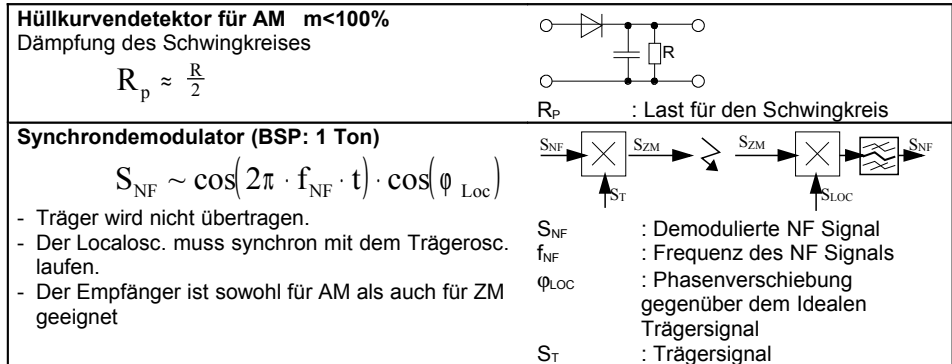 Hüllkurvendetektor für AM m<100%
Dämpfung des Schwingkreises
R_p ≈ R/2
R
R_P : Last für den Schwingkreis
Synchrondemodulator (BSP: 1 Ton)
S_NF ~ cos(2π · f_NF · t) · cos(φ_Loc)
- Träger wird nicht übertragen.
- Der Localosc. muss synchron mit dem Trägerosc.
laufen.
- Der Empfänger ist sowohl für AM als auch für ZM
geeignet
S_NF S_ZM S_ZM S_NF
S_T S_LOC
S_NF : Demodulierte NF Signal
f_NF : Frequenz des NF Signals
φ_LOC : Phasenverschiebung
gegenüber dem Idealen
Trägersignal
S_T : Trägersignal